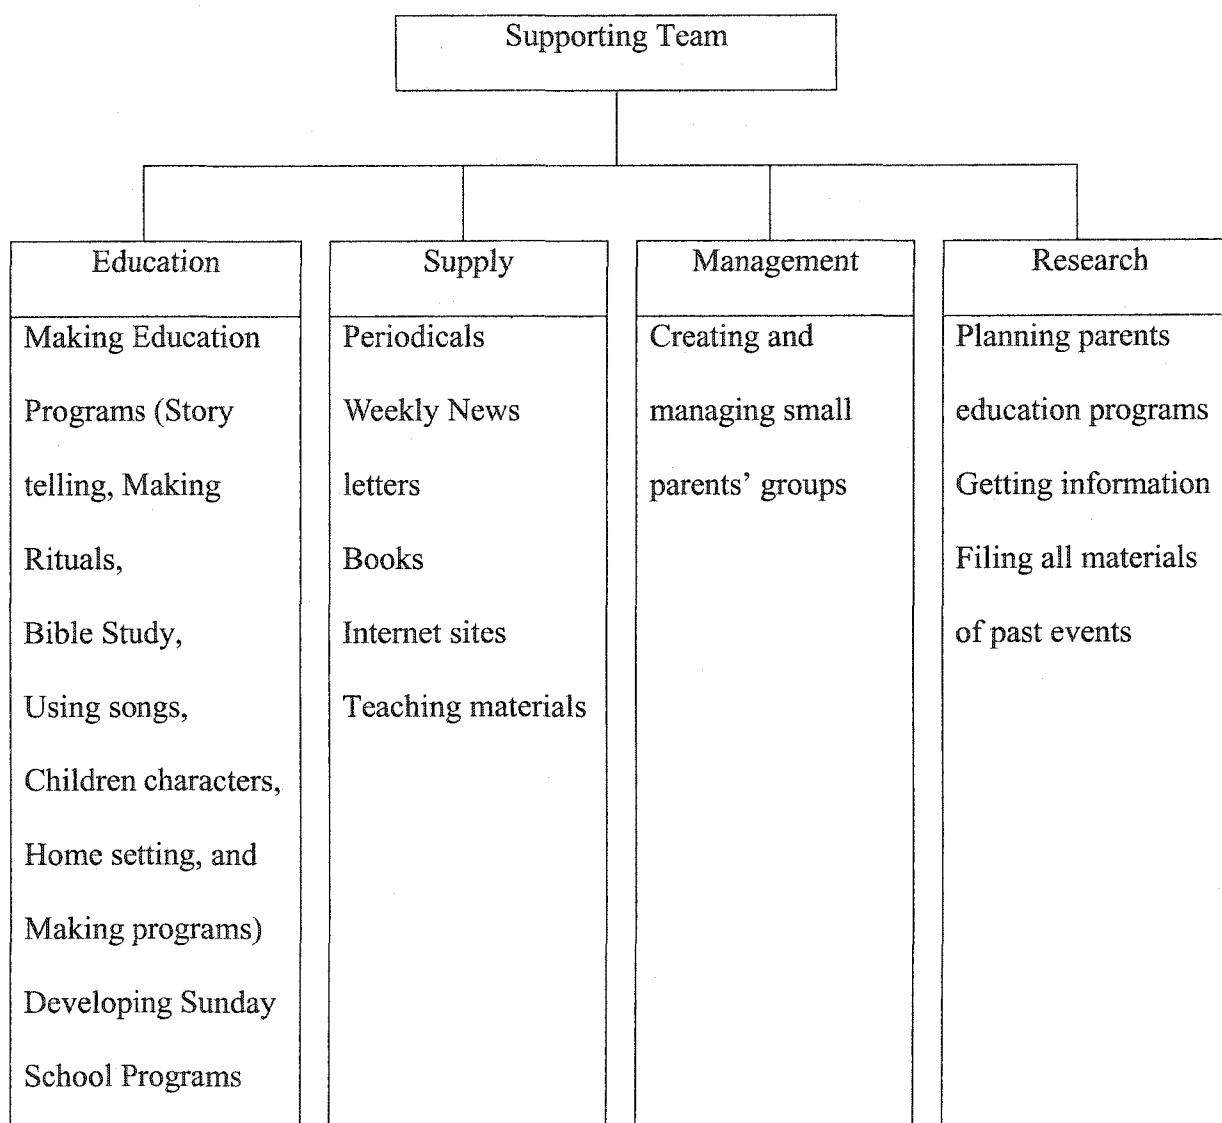 Supporting Team
Education
Making Education
Programs (Story
telling, Making
Rituals,
Bible Study,
Using songs,
Children characters,
Home setting, and
Making programs)
Developing Sunday
School Programs
Supply
Periodicals
Weekly News
letters
Books
Internet sites
Teaching materials
Management
Creating and
managing small
parents’ groups
Research
Planning parents
education programs
Getting information
Filing all materials
of past events